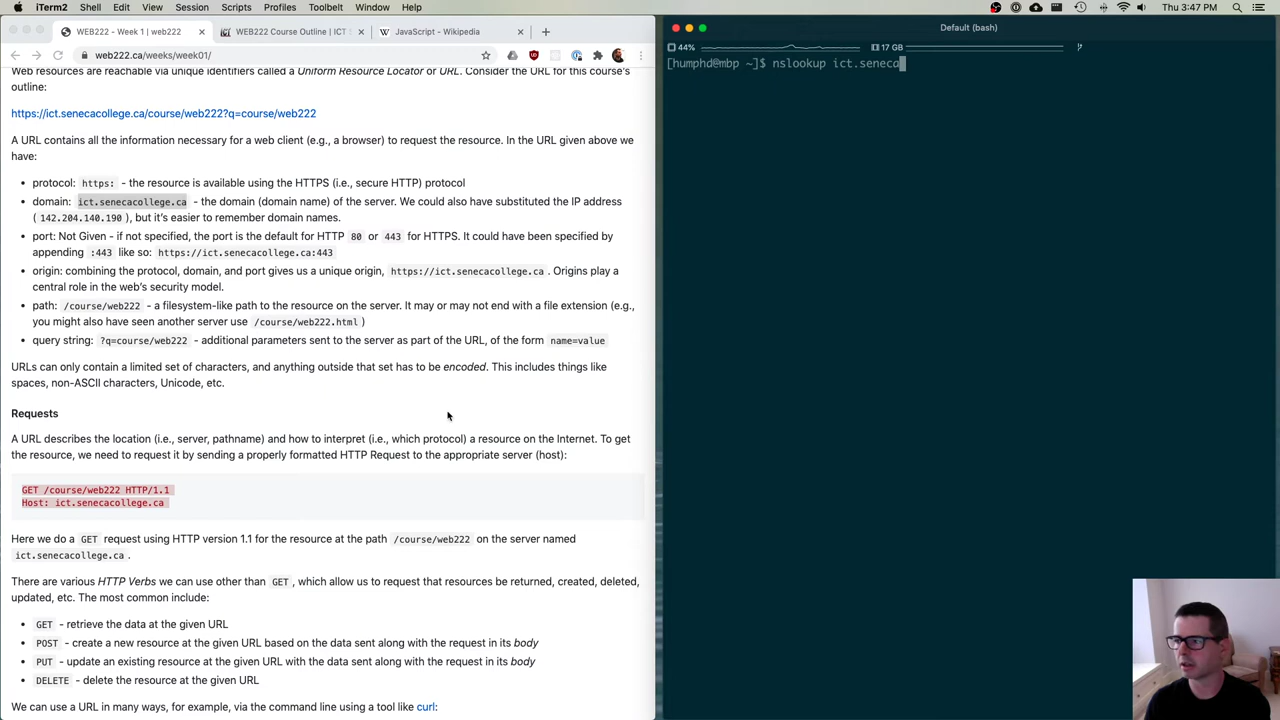 iTerm2 Shell Edit View Session Scripts Profiles Toolbelt Window Help Mon 3:47 PM
WEB222 - Week 1 | web222
WEB222 Course Outline | ICT
JavaScript - Wikipedia
Default (bash)
web222.ca/weeks/week01/
44%
17 GB
[humphd@mbp ~]$ nslookup ict.seneca
Web resources are reachable via unique identifiers called a Uniform Resource Locator or URL. Consider the URL for this course's
outline:
https://ict.senecacollege.ca/course/web222?q=course/web222
A URL contains all the information necessary for a web client (e.g., a browser) to request the resource. In the URL given above we
have:
• protocol: https: - the resource is available using the HTTPS (i.e., secure HTTP) protocol
• domain: ict.senecacollege.ca - the domain (domain name) of the server. We could also have substituted the IP address
( 142.204.140.190 ), but it's easier to remember domain names.
• port: Not Given - if not specified, the port is the default for HTTP 80 or 443 for HTTPS. It could have been specified by
appending :443 like so: https://ict.senecacollege.ca:443
• origin: combining the protocol, domain, and port gives us a unique origin, https://ict.senecacollege.ca . Origins play a
central role in the web's security model.
• path: /course/web222 - a filesystem-like path to the resource on the server. It may or may not end with a file extension (e.g.,
you might also have seen another server use /course/web222.html )
• query string: ?q=course/web222 - additional parameters sent to the server as part of the URL, of the form name=value
URLs can only contain a limited set of characters, and anything outside that set has to be encoded. This includes things like
spaces, non-ASCII characters, Unicode, etc.
Requests
A URL describes the location (i.e., server, pathname) and how to interpret (i.e., which protocol) a resource on the Internet. To get
the resource, we need to request it by sending a properly formatted HTTP Request to the appropriate server (host):
GET /course/web222 HTTP/1.1
Host: ict.senecacollege.ca
Here we do a GET request using HTTP version 1.1 for the resource at the path /course/web222 on the server named
ict.senecacollege.ca .
There are various HTTP Verbs we can use other than GET , which allow us to request that resources be returned, created, deleted,
updated, etc. The most common include:
• GET - retrieve the data at the given URL
• POST - create a new resource at the given URL based on the data sent along with the request in its body
• PUT - update an existing resource at the given URL with the data sent along with the request in its body
• DELETE - delete the resource at the given URL
We can use a URL in many ways, for example, via the command line using a tool like curl: